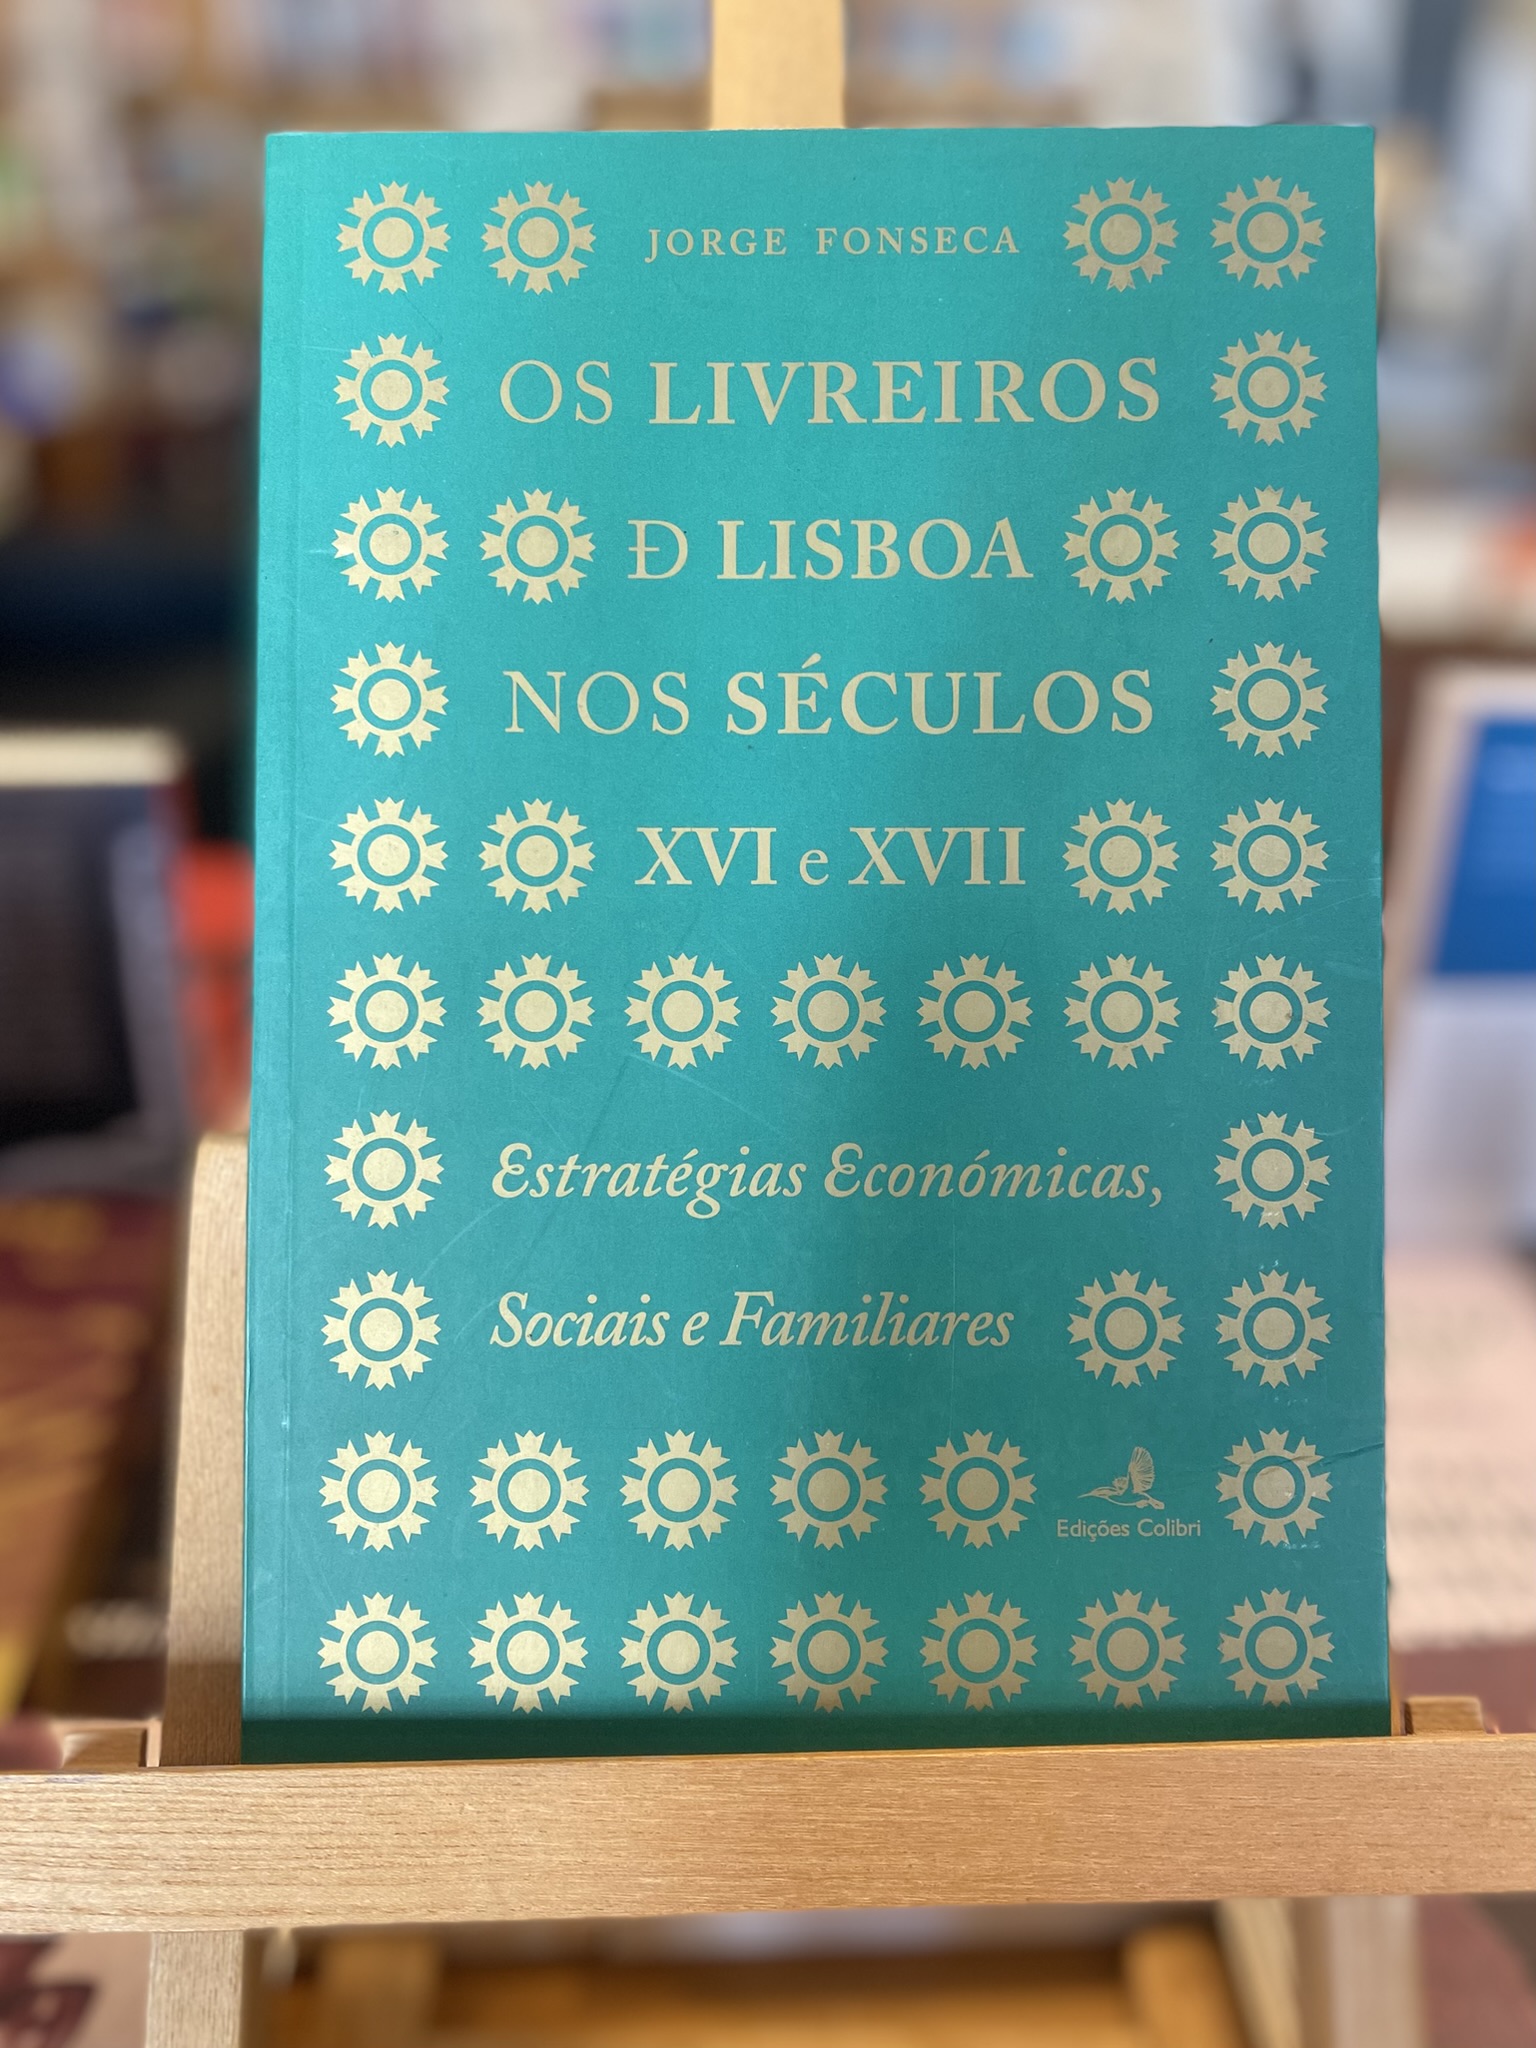 JORGE FONSECA
OS LIVREIROS
Đ LISBOA
NOS SÉCULOS
XVI e XVII
Estratégias Económicas,
Sociais e Familiares
Edições Colibri